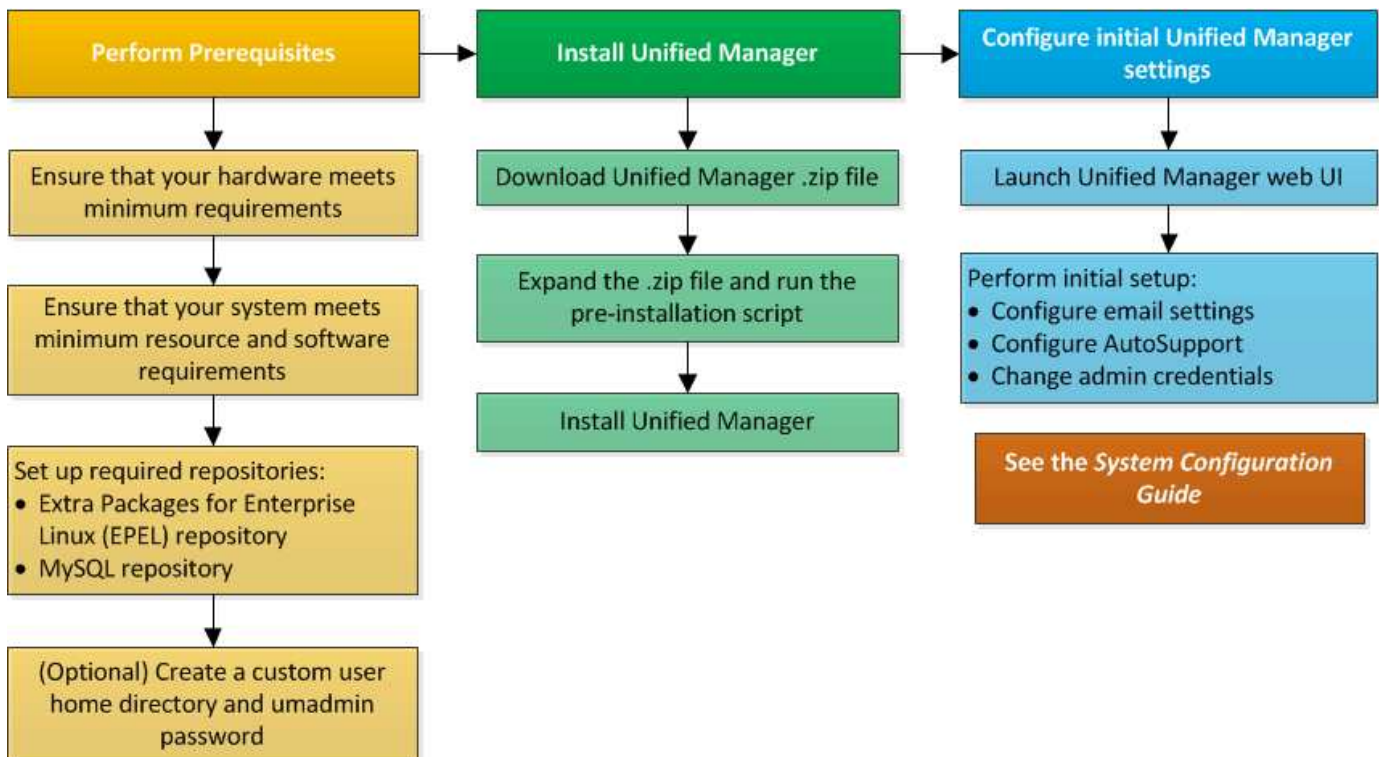 Perform Prerequisites
Ensure that your hardware meets
minimum requirements
Ensure that your system meets
minimum resource and software
requirements
Set up required repositories:
• Extra Packages for Enterprise
Linux (EPEL) repository
• MySQL repository
(Optional) Create a custom user
home directory and umadmin
password
Install Unified Manager
Download Unified Manager .zip file
Expand the .zip file and run the
pre-installation script
Install Unified Manager
Configure initial Unified Manager
settings
Launch Unified Manager web UI
Perform initial setup:
• Configure email settings
• Configure AutoSupport
• Change admin credentials
See the System Configuration
Guide